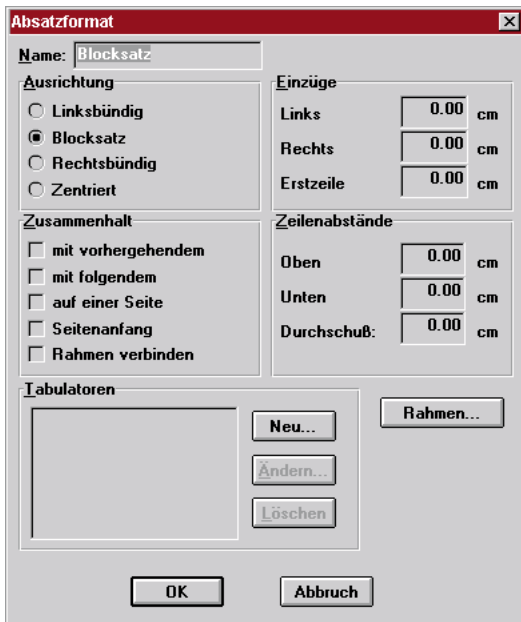 Absatzformat
Name: Blocksatz
Ausrichtung
Linksbündig
Blocksatz
Rechtsbündig
Zentriert
Einzüge
Links 0.00 cm
Rechts 0.00 cm
Erstzeile 0.00 cm
Zusammenhalt
mit vorhergehendem
mit folgendem
auf einer Seite
Seitenanfang
Rahmen verbinden
Zeilenabstände
Oben 0.00 cm
Unten 0.00 cm
Durchschuß: 0.00 cm
Tabulatoren
Neu...
Ändern...
Löschen
Rahmen...
OK Abbruch